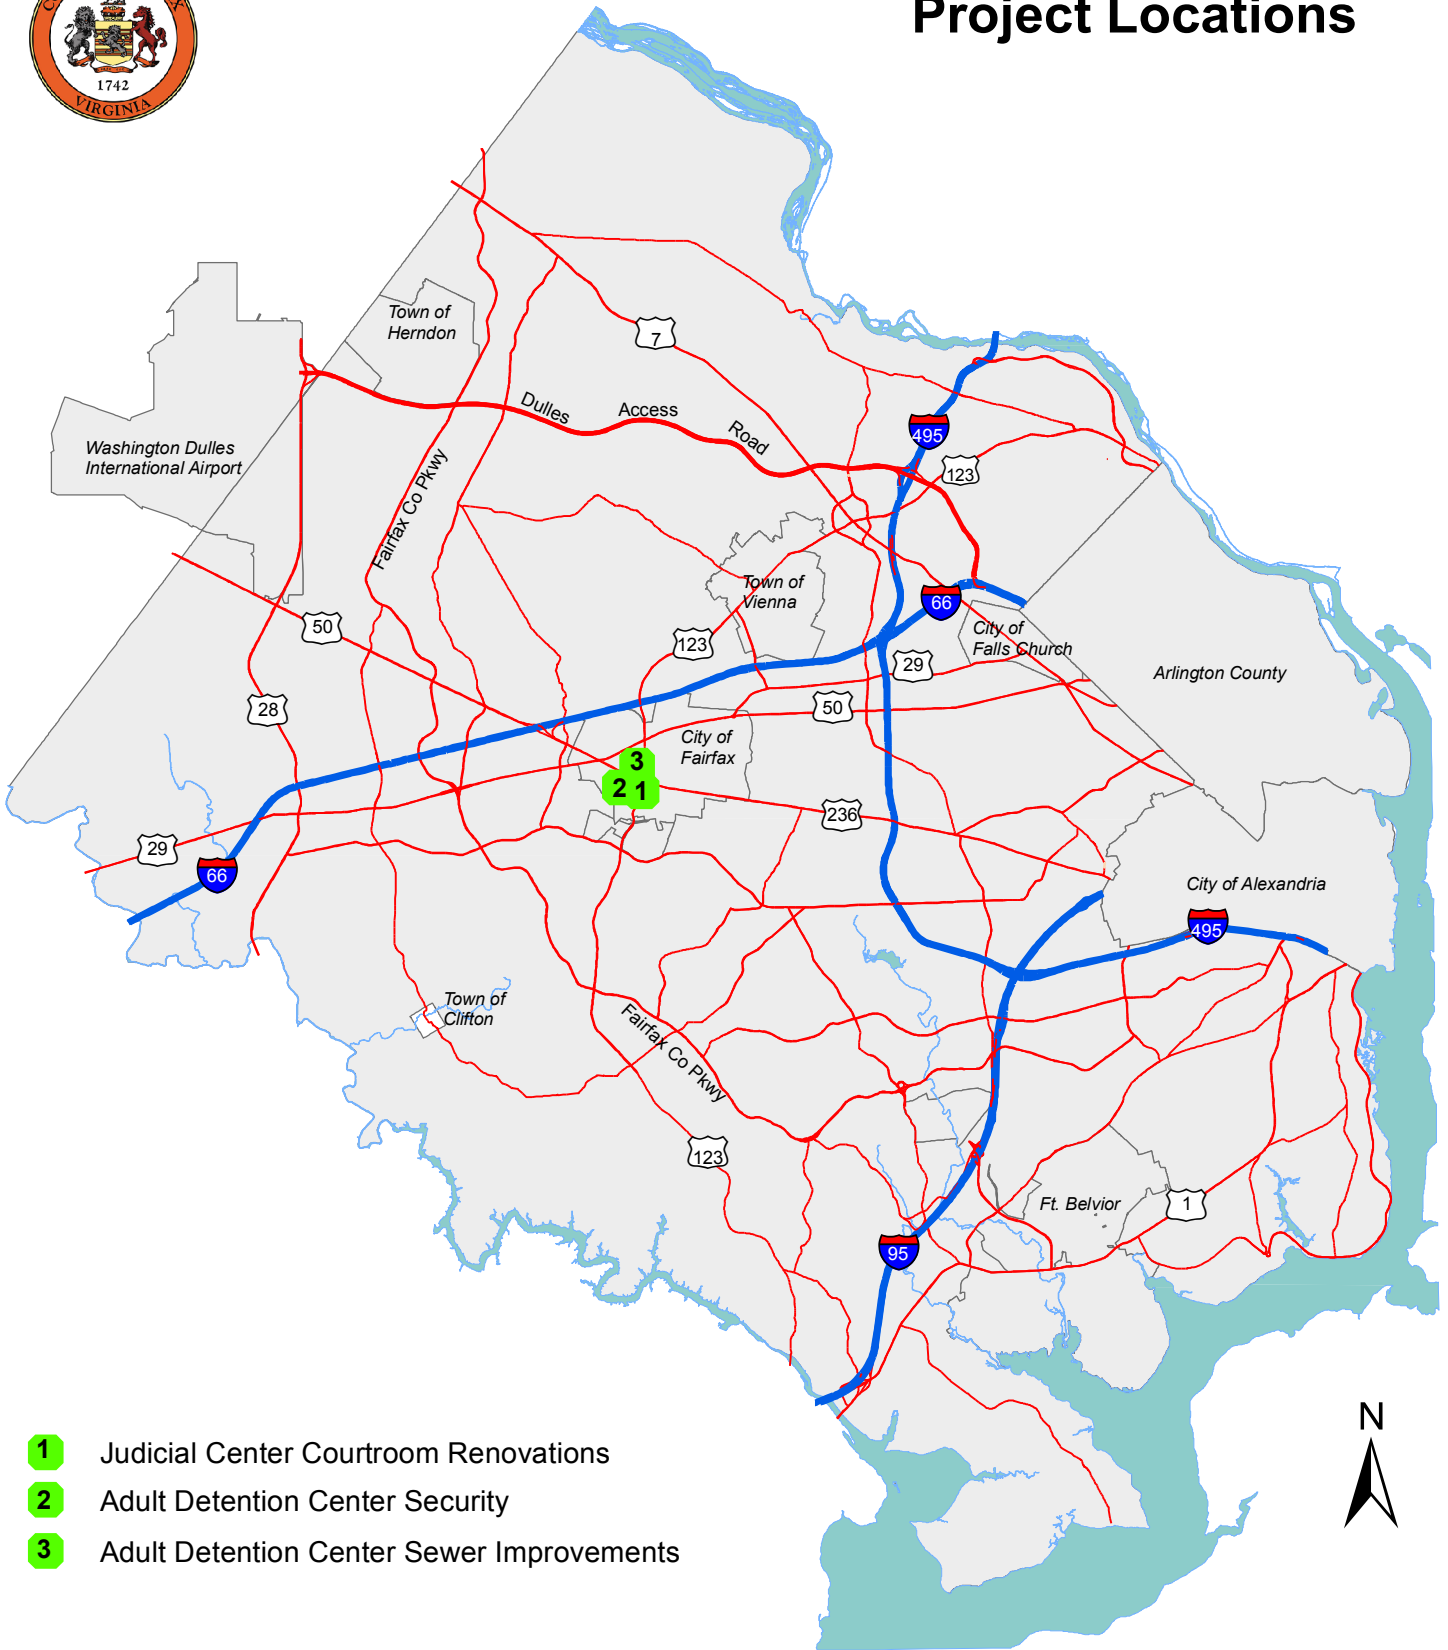 Project Locations
1742
VIRGINIA
Town of
Herndon
7
Dulles Access Road
495
123
Washington Dulles
International Airport
Fairfax Co Pkwy
Town of
Vienna
66
50
123
City of
Falls Church
29
Arlington County
28
50
City of
Fairfax
3
2 1
236
29
66
City of Alexandria
495
Town of
Clifton
Fairfax Co Pkwy
123
Ft. Belvior
1
95
N
1 Judicial Center Courtroom Renovations
2 Adult Detention Center Security
3 Adult Detention Center Sewer Improvements